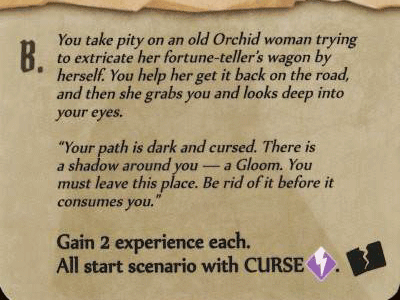 B.
You take pity on an old Orchid woman trying
to extricate her fortune-teller's wagon by
herself. You help her get it back on the road,
and then she grabs you and looks deep into
your eyes.
"Your path is dark and cursed. There is
a shadow around you — a Gloom. You
must leave this place. Be rid of it before it
consumes you."
Gain 2 experience each.
All start scenario with CURSE .